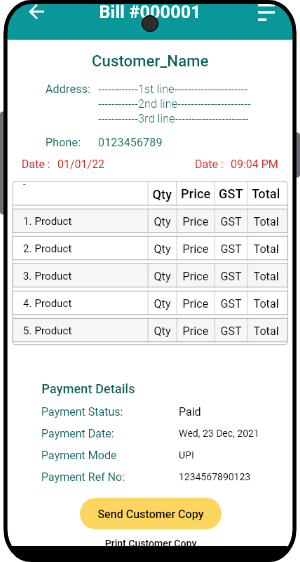 Bill #000001
Customer_Name
Address: ------------1st line----------------------
------------2nd line----------------------
------------3rd line----------------------
Phone: 0123456789
Date : 01/01/22 Date : 09:04 PM
- Qty Price GST Total
1. Product Qty Price GST Total
2. Product Qty Price GST Total
3. Product Qty Price GST Total
4. Product Qty Price GST Total
5. Product Qty Price GST Total
Payment Details
Payment Status: Paid
Payment Date: Wed, 23 Dec, 2021
Payment Mode UPI
Payment Ref No: 1234567890123
Send Customer Copy
Print Customer Copy